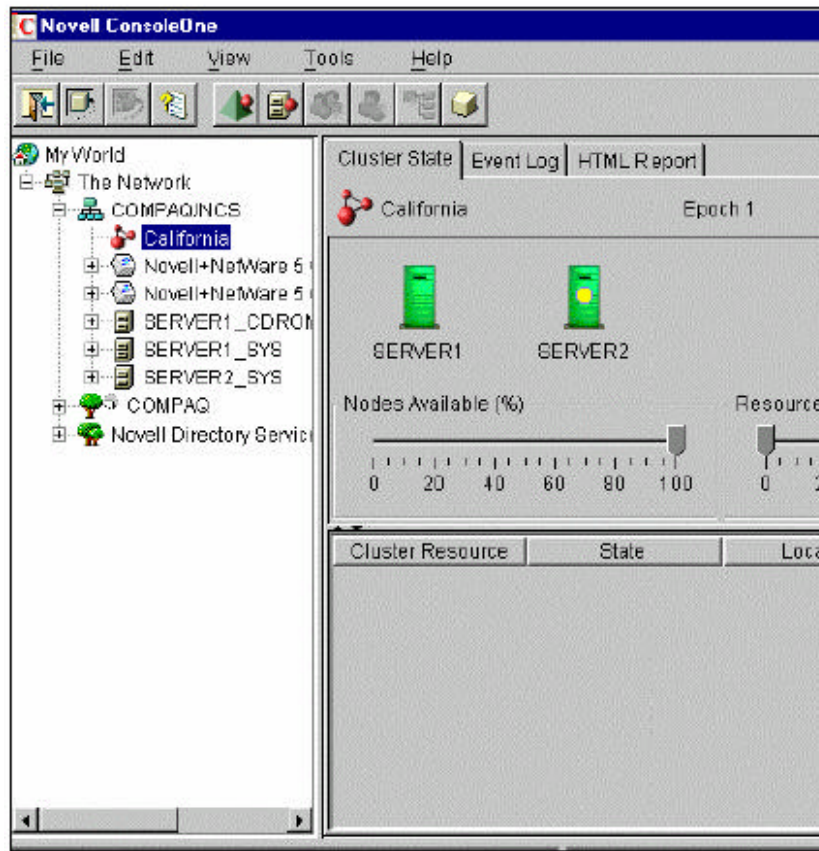 Novell ConsoleOne
File Edit View Tools Help
My World
The Network
COMPAQJNCS
California
Novell+NetWare 5
Novell+NetWare 5
SERVER1_CDROM
SERVER1_SYS
SERVER2_SYS
COMPAQ
Novell Directory Servic
Cluster State Event Log HTML Report
California Epoch 1
SERVER1 SERVER2
Nodes Available (%) Resource
0 20 40 60 80 100 0
Cluster Resource State Loca